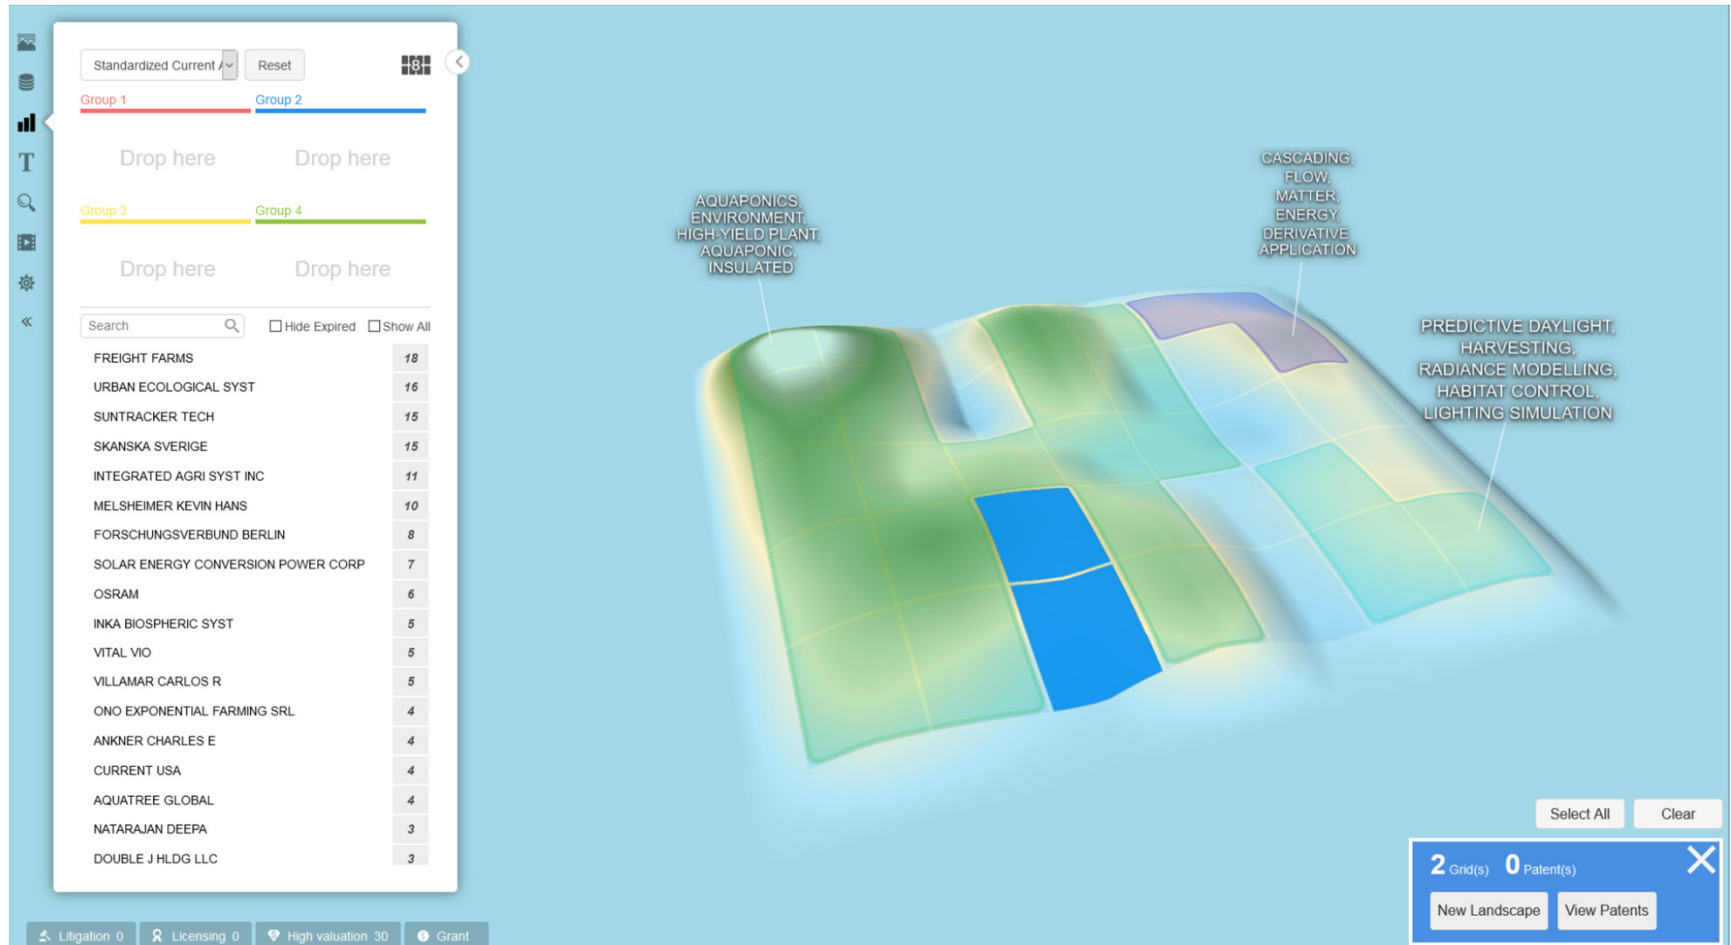 Standardized Current A
Reset
8
Group 1
Group 2
Drop here
Drop here
Group 3
Group 4
Drop here
Drop here
Search
Hide Expired
Show All
FREIGHT FARMS 18
URBAN ECOLOGICAL SYST 16
SUNTRACKER TECH 15
SKANSKA SVERIGE 15
INTEGRATED AGRI SYST INC 11
MELSHEIMER KEVIN HANS 10
FORSCHUNGSVERBUND BERLIN 8
SOLAR ENERGY CONVERSION POWER CORP 7
OSRAM 6
INKA BIOSPHERIC SYST 5
VITAL VIO 5
VILLAMAR CARLOS R 5
ONO EXPONENTIAL FARMING SRL 4
ANKNER CHARLES E 4
CURRENT USA 4
AQUATREE GLOBAL 4
NATARAJAN DEEPA 3
DOUBLE J HLDG LLC 3
Litigation 0
Licensing 0
High valuation 30
Grant
AQUAPONICS,
ENVIRONMENT,
HIGH-YIELD PLANT,
AQUAPONIC,
INSULATED
CASCADING,
FLOW,
MATTER,
ENERGY,
DERIVATIVE
APPLICATION
PREDICTIVE DAYLIGHT,
HARVESTING,
RADIANCE MODELLING,
HABITAT CONTROL,
LIGHTING SIMULATION
Select All
Clear
2 Grid(s) 0 Patent(s)
New Landscape
View Patents